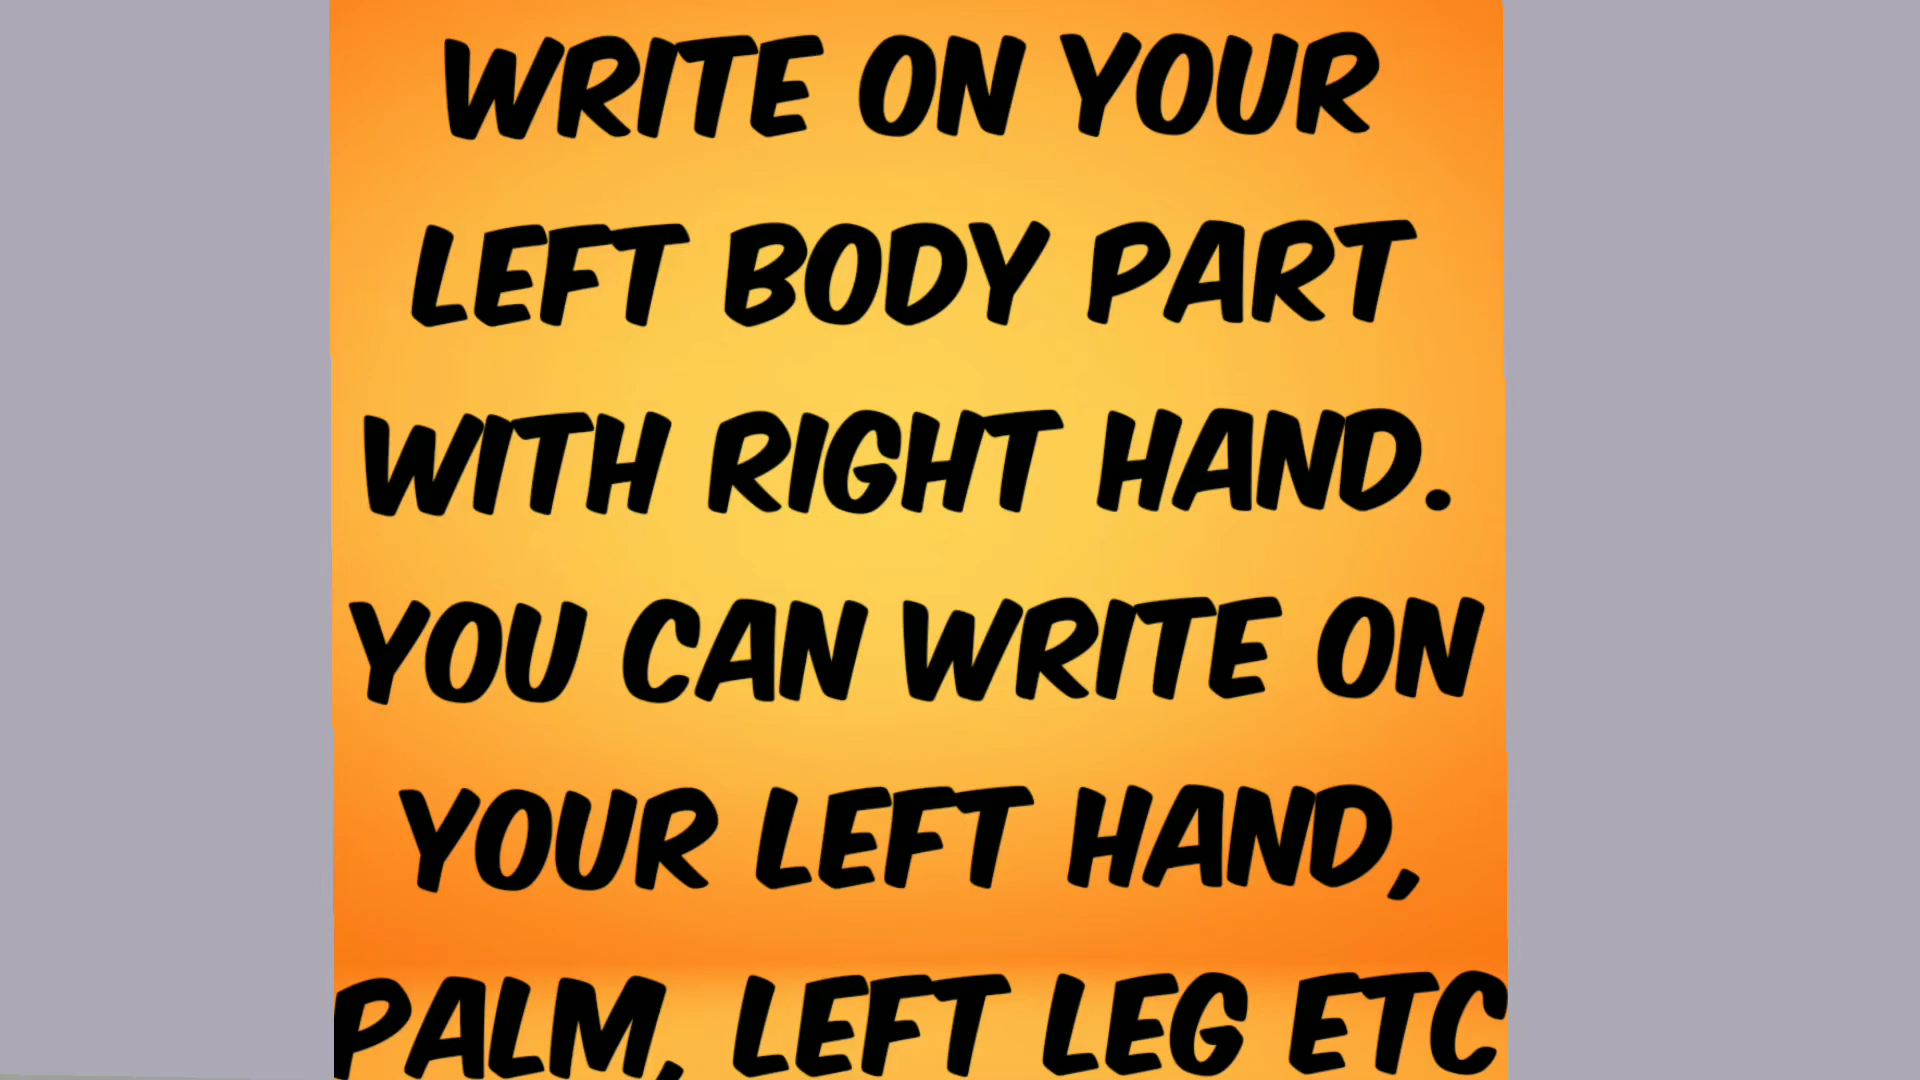 WRITE ON YOUR
LEFT BODY PART
WITH RIGHT HAND.
YOU CAN WRITE ON
YOUR LEFT HAND,
PALM, LEFT LEG ETC